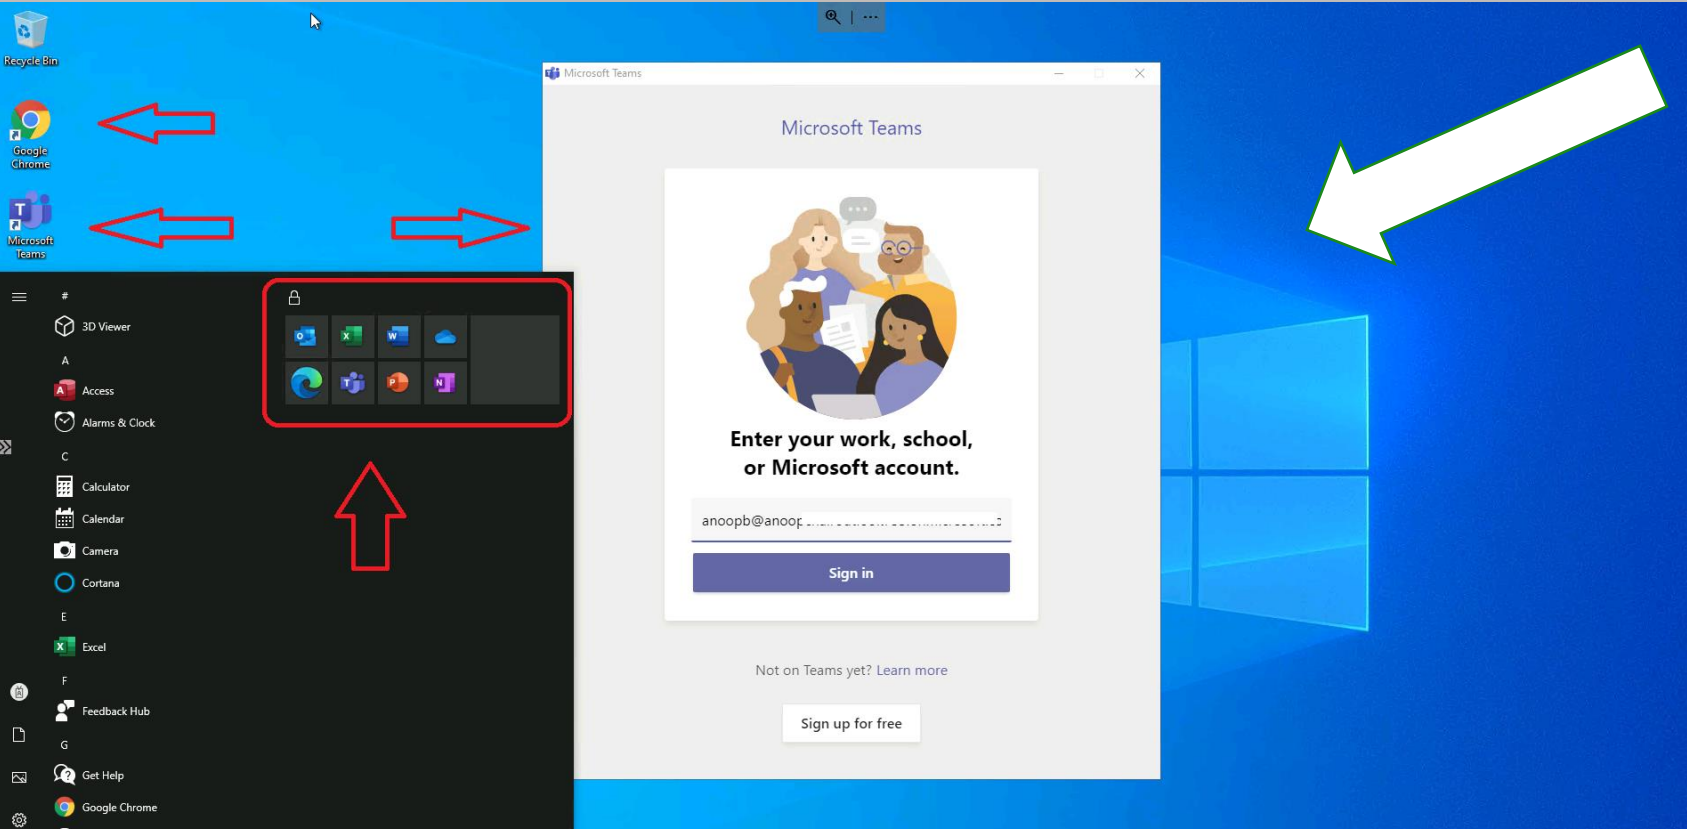 Recycle Bin
Google
Chrome
Microsoft
Teams
#
3D Viewer
A
Access
Alarms & Clock
C
Calculator
Calendar
Camera
Cortana
E
Excel
F
Feedback Hub
G
Get Help
Google Chrome
Microsoft Teams
Microsoft Teams
Enter your work, school,
or Microsoft account.
anoopb@anoop
Sign in
Not on Teams yet? Learn more
Sign up for free